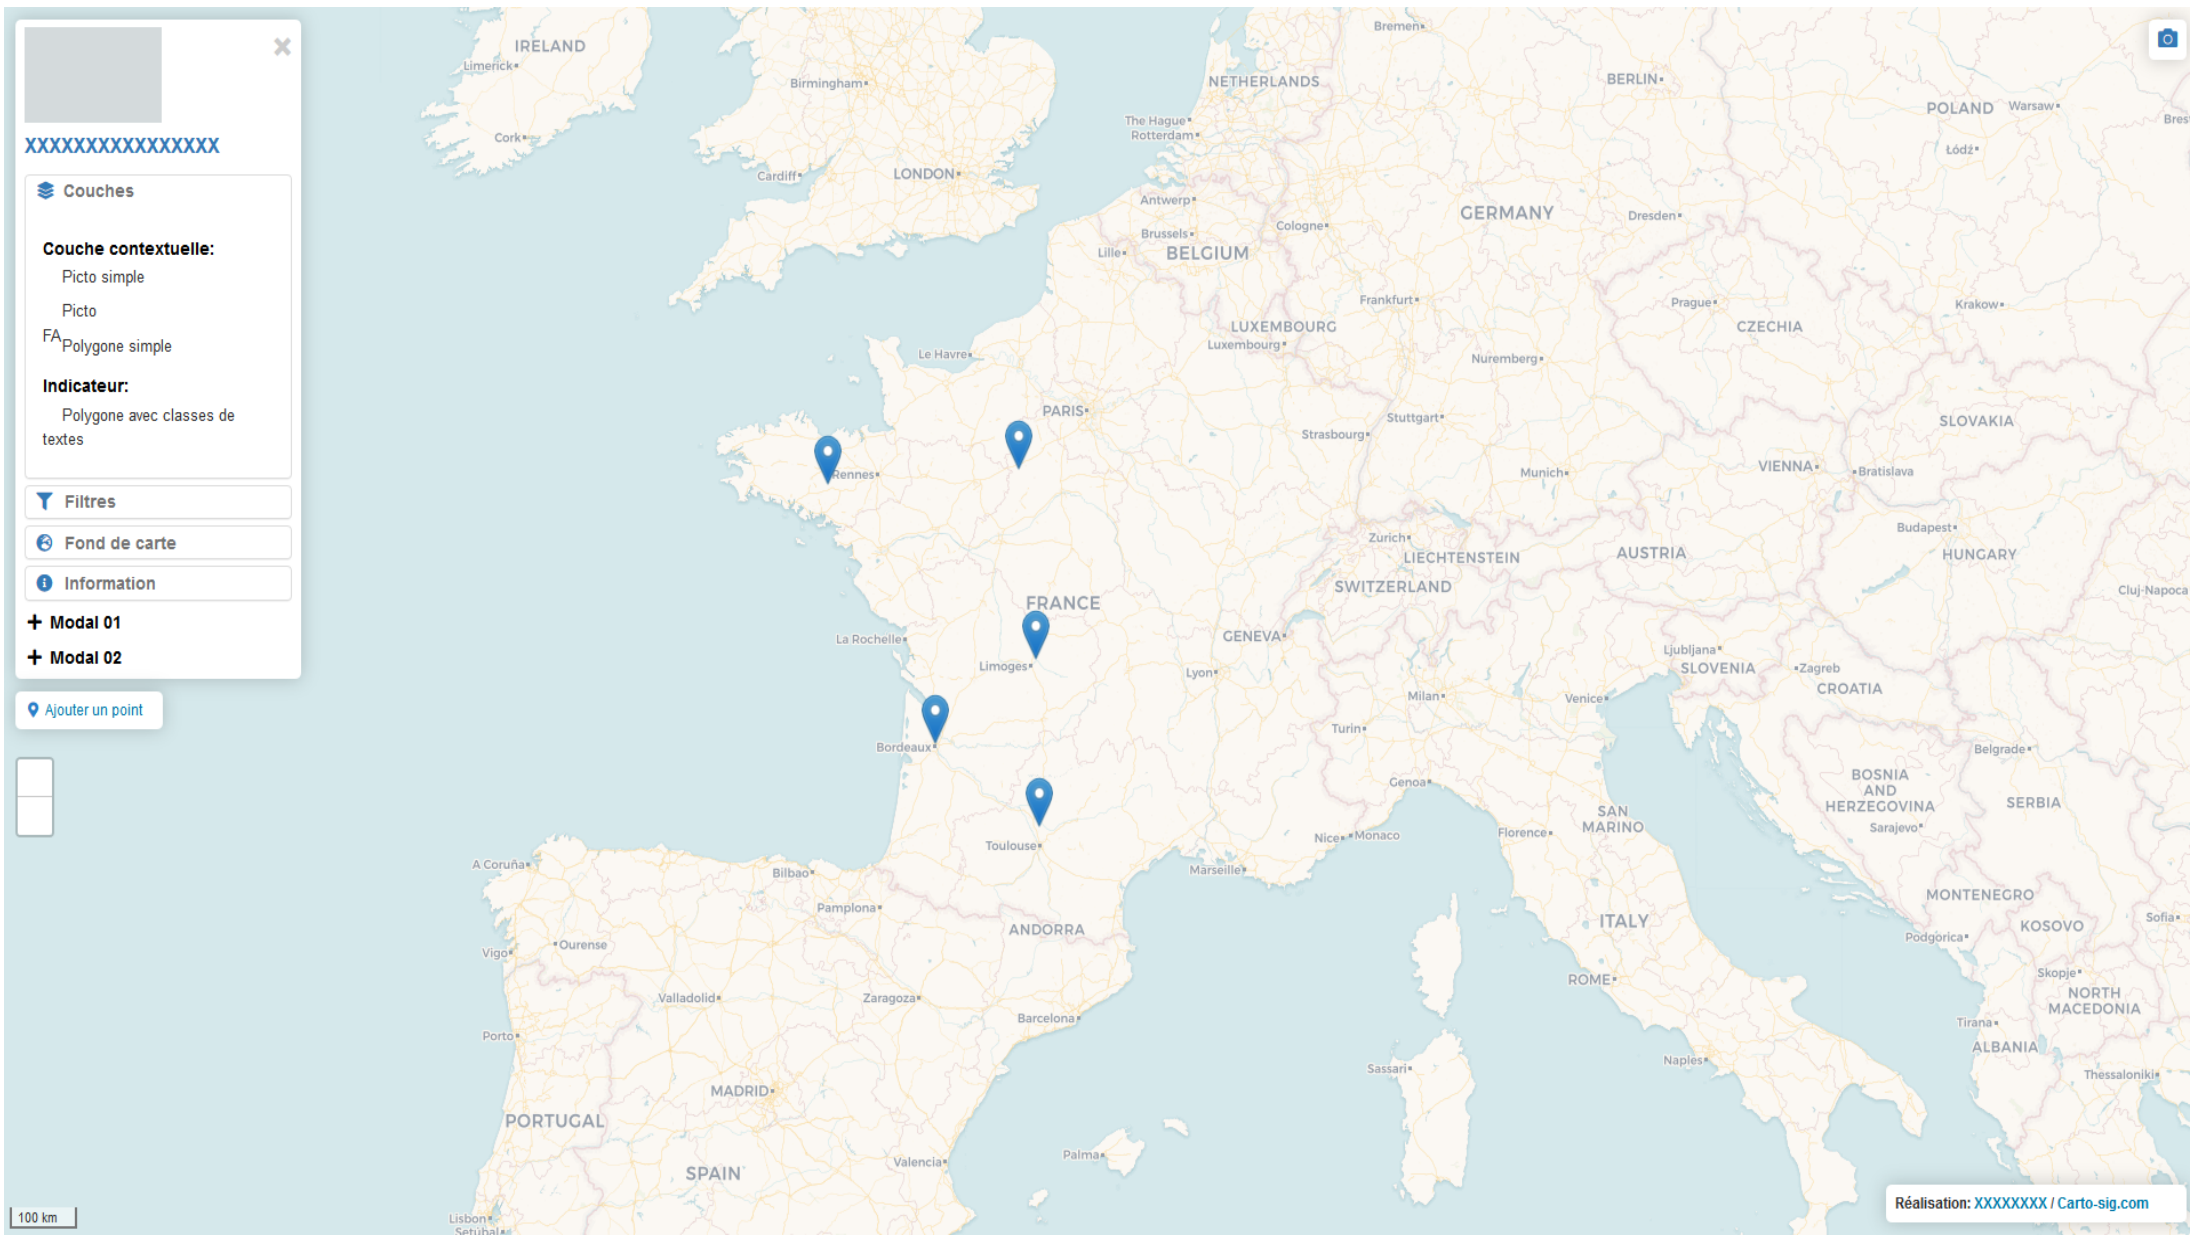 XXXXXXXXXXXXXXXX
Couches
Couche contextuelle:
Picto simple
Picto
FA
Polygone simple
Indicateur:
Polygone avec classes de
textes
Filtres
Fond de carte
Information
Modal 01
Modal 02
Ajouter un point
100 km
IRELAND
Limerick
Cork
Birmingham
Cardiff
LONDON
Bremen
NETHERLANDS
The Hague
Rotterdam
BERLIN
POLAND
Warsaw
Bres
Łódź
Antwerp
Brussels
BELGIUM
Lille
Cologne
GERMANY
Dresden
Frankfurt
Prague
Krakow
LUXEMBOURG
Luxembourg
CZECHIA
Le Havre
Nuremberg
PARIS
Stuttgart
Strasbourg
SLOVAKIA
Rennes
Munich
VIENNA
Bratislava
Zurich
LIECHTENSTEIN
AUSTRIA
Budapest
HUNGARY
SWITZERLAND
Cluj-Napoca
FRANCE
La Rochelle
GENEVA
Limoges
Lyon
Ljubljana
SLOVENIA
Zagreb
CROATIA
Milan
Venice
Turin
Bordeaux
Belgrade
Genoa
BOSNIA
AND
HERZEGOVINA
SERBIA
Sarajevo
SAN
MARINO
Florence
Nice
Monaco
Toulouse
Marseille
A Coruña
Bilbao
Pamplona
MONTENEGRO
ANDORRA
ITALY
KOSOVO
Sofia
Podgorica
Vigo
Ourense
ROME
Skopje
Valladolid
Zaragoza
NORTH
MACEDONIA
Barcelona
Tirana
Porto
ALBANIA
Naples
Sassari
Thessaloniki
MADRID
PORTUGAL
Palma
Valencia
SPAIN
Lisbon
Setúbal
Réalisation: XXXXXXXX / Carto-sig.com